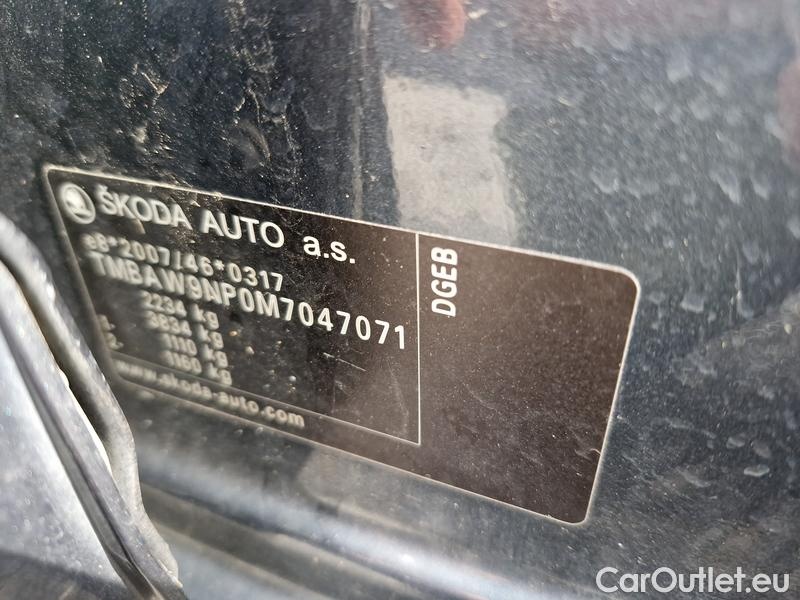 ŠKODA AUTO a.s.
e8*2007/46*0317
TMBAW9NP0M7047071
2234 kg
3834 kg
1110 kg
1180 kg
www.skoda-auto.com
DGEB
CarOutlet.eu